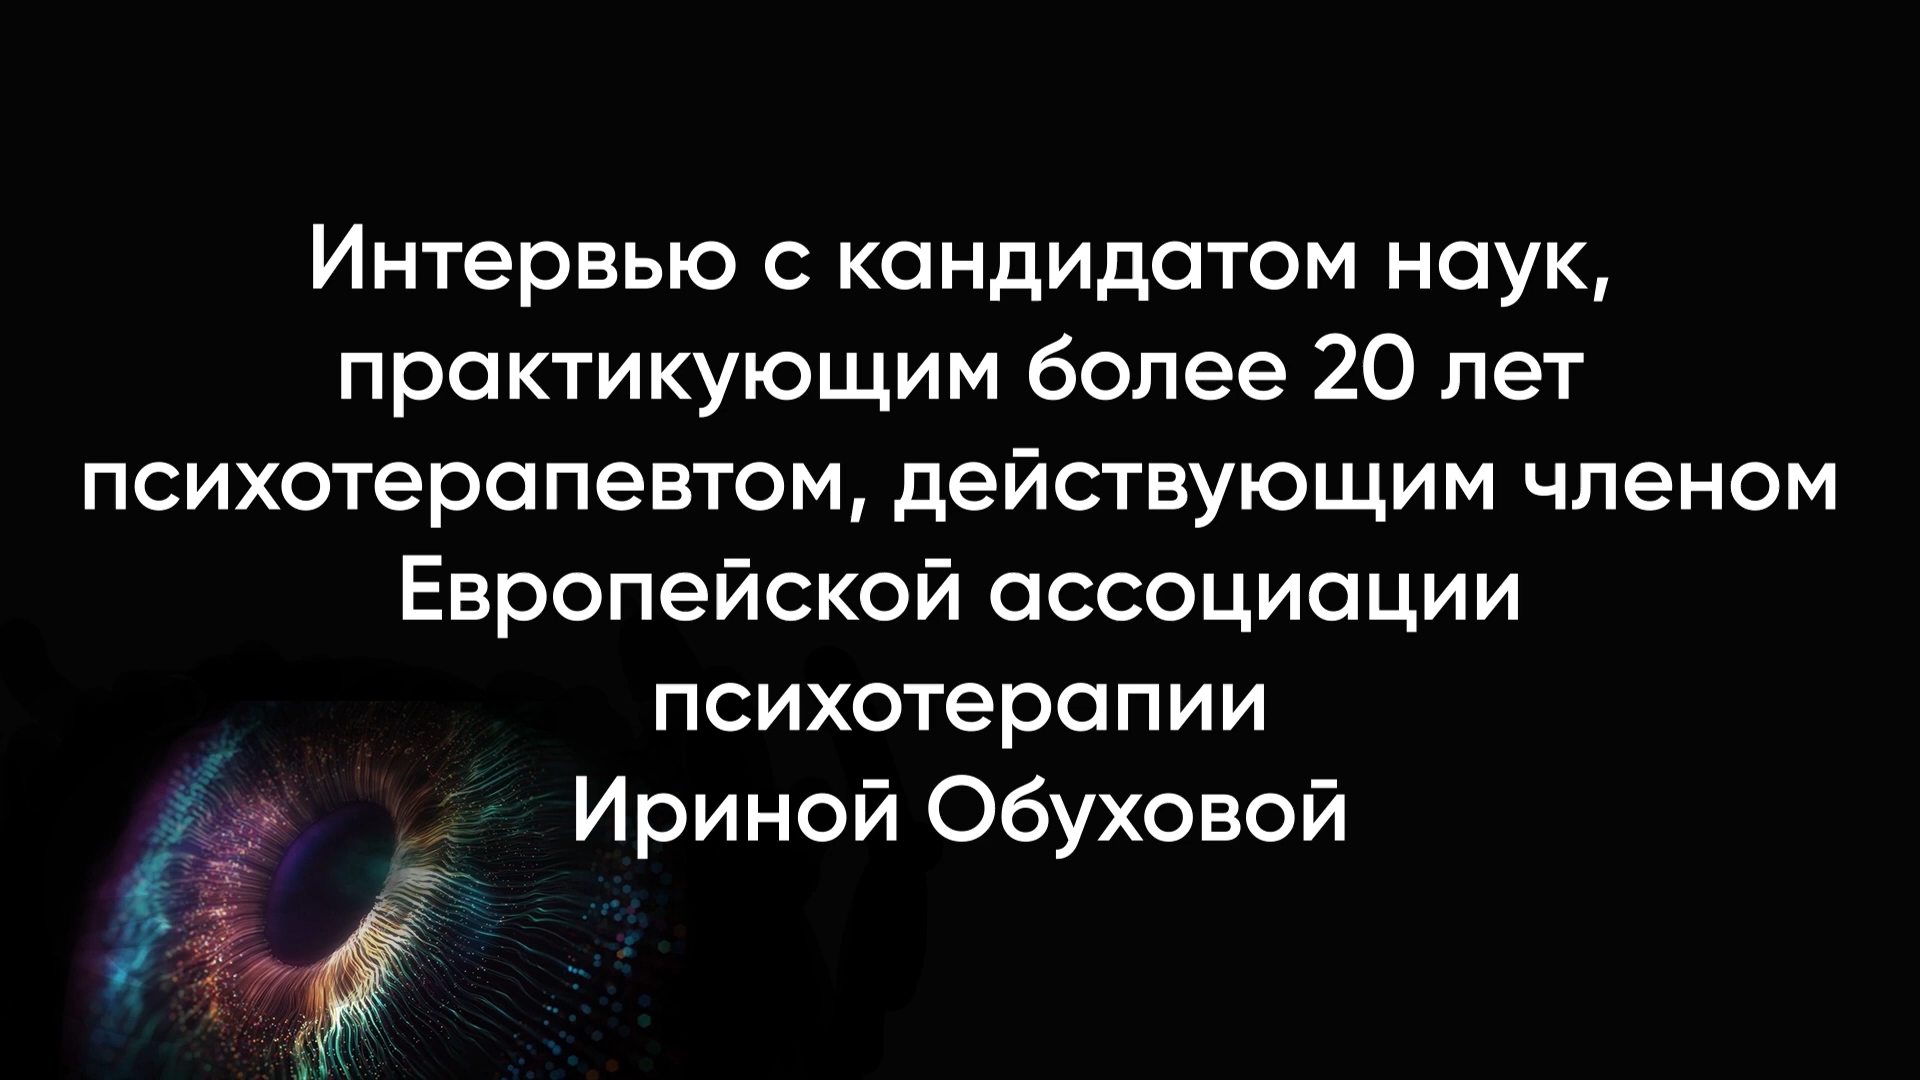 Интервью с кандидатом наук,
практикующим более 20 лет
психотерапевтом, действующим членом
Европейской ассоциации
психотерапии
Ириной Обуховой